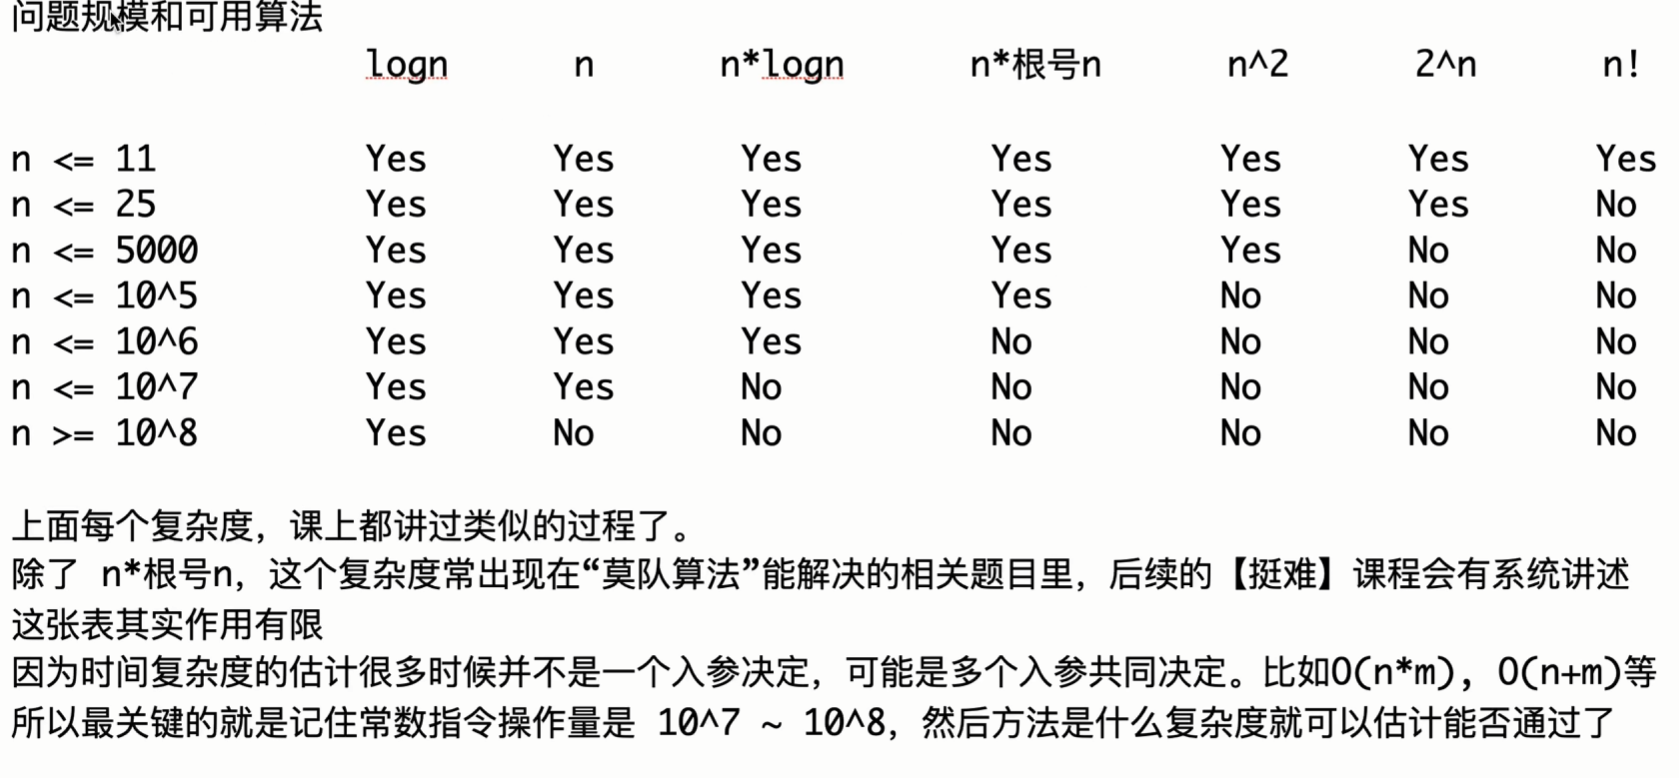 问题规模和可用算法
logn n n*logn n*根号n n^2 2^n n!
n <= 11 Yes Yes Yes Yes Yes Yes Yes
n <= 25 Yes Yes Yes Yes Yes Yes No
n <= 5000 Yes Yes Yes Yes Yes No No
n <= 10^5 Yes Yes Yes Yes No No No
n <= 10^6 Yes Yes Yes No No No No
n <= 10^7 Yes Yes No No No No No
n >= 10^8 Yes No No No No No No
上面每个复杂度，课上都讲过类似的过程了。
除了 n*根号n，这个复杂度常出现在“莫队算法”能解决的相关题目里，后续的【挺难】课程会有系统讲述
这张表其实作用有限
因为时间复杂度的估计很多时候并不是一个入参决定，可能是多个入参共同决定。比如O(n*m), O(n+m)等
所以最关键的就是记住常数指令操作量是 10^7 ~ 10^8，然后方法是什么复杂度就可以估计能否通过了